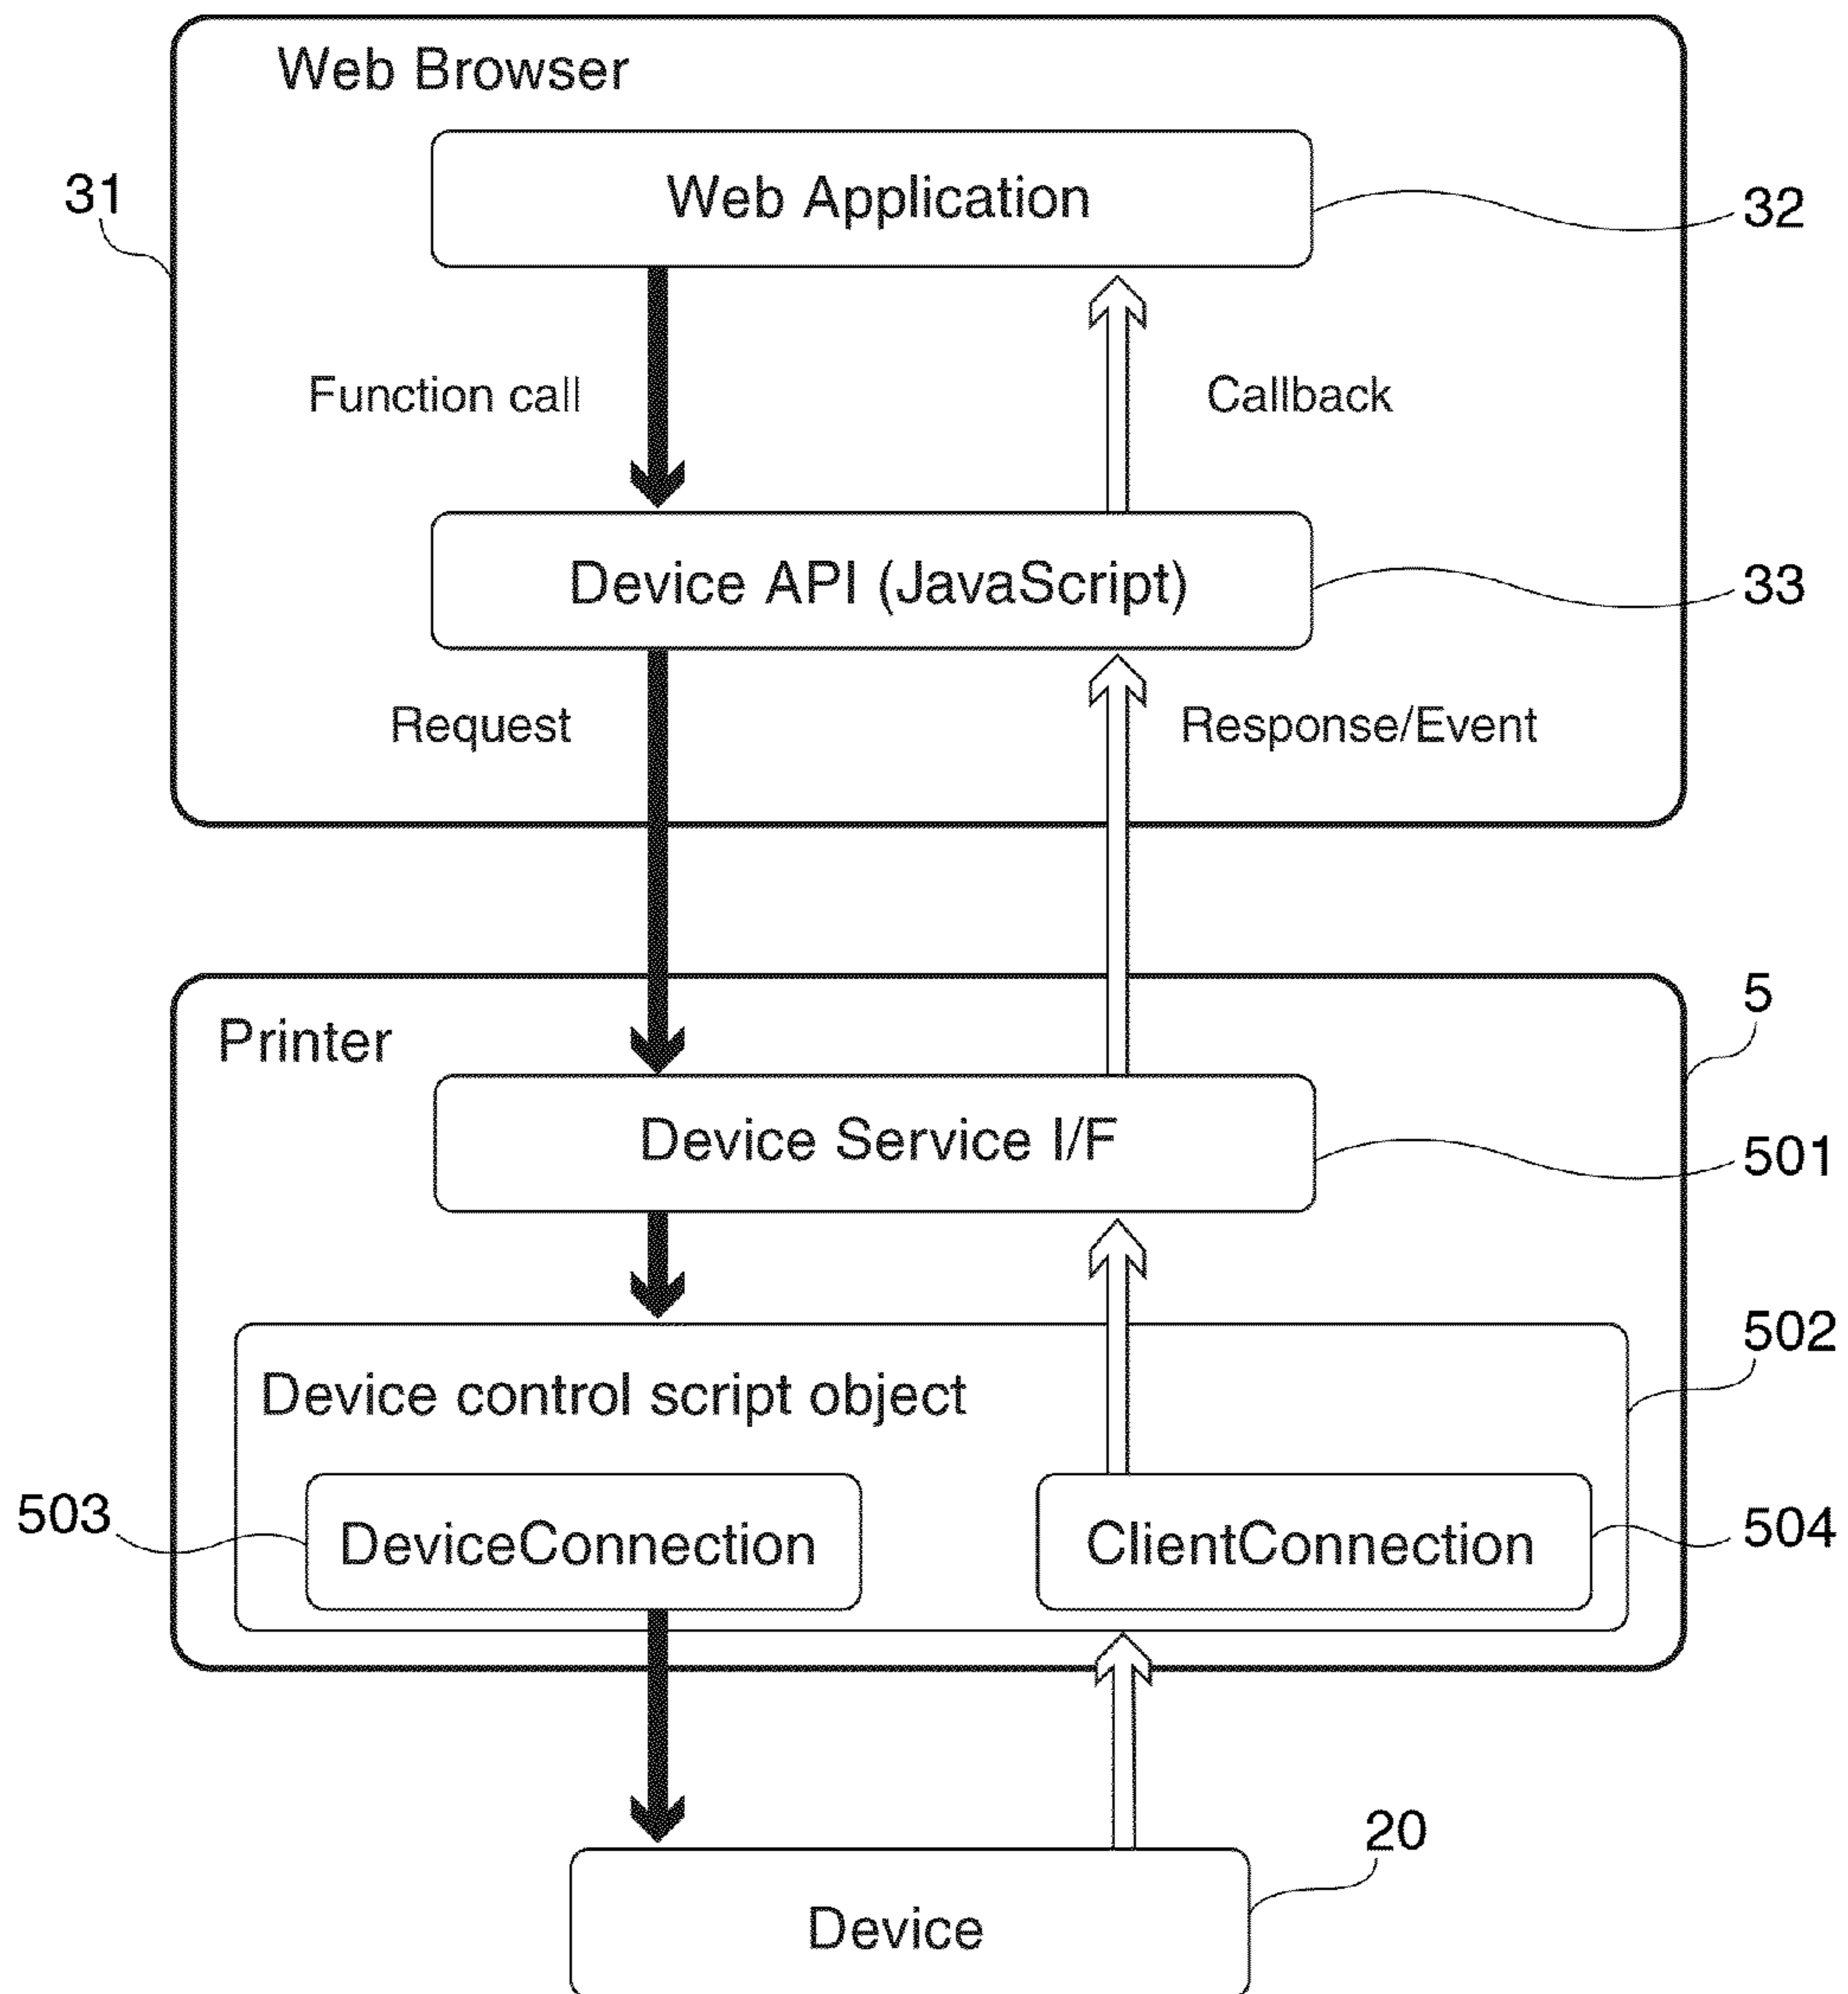 Web Browser
Web Application
31
32
Function call
Callback
Device API (JavaScript)
33
Request
Response/Event
5
Printer
Device Service I/F
501
502
Device control script object
503
DeviceConnection
ClientConnection
504
20
Device